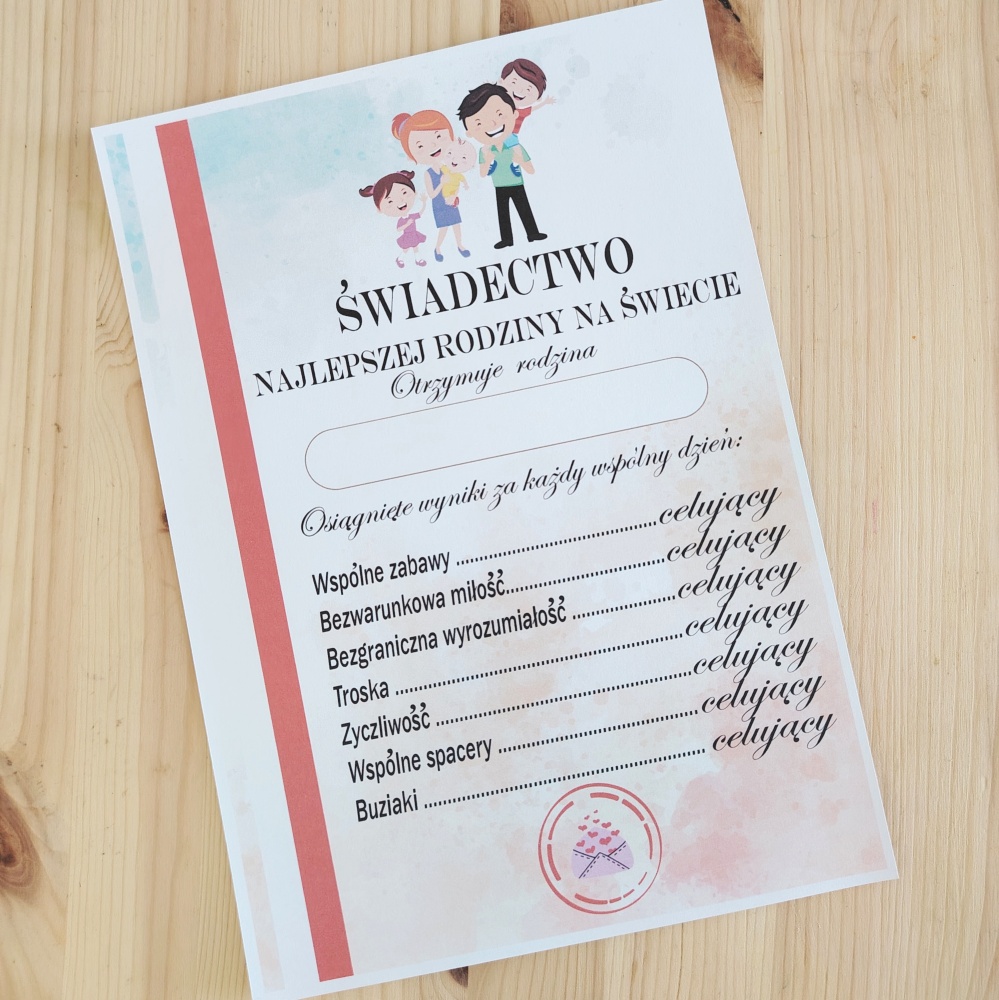 ŚWIADECTWO
NAJLEPSZEJ RODZINY NA ŚWIECIE
Otrzymuje rodzina
Osiągnięte wyniki za każdy wspólny dzień:
Wspólne zabawy ........................................celujący
Bezwarunkowa miłość................................celujący
Bezgraniczna wyrozumiałość .....................celujący
Troska ..........................................................celujący
Zyczliwość ...................................................celujący
Wspólne spacery ........................................celujący
Buziaki ........................................................ celujący